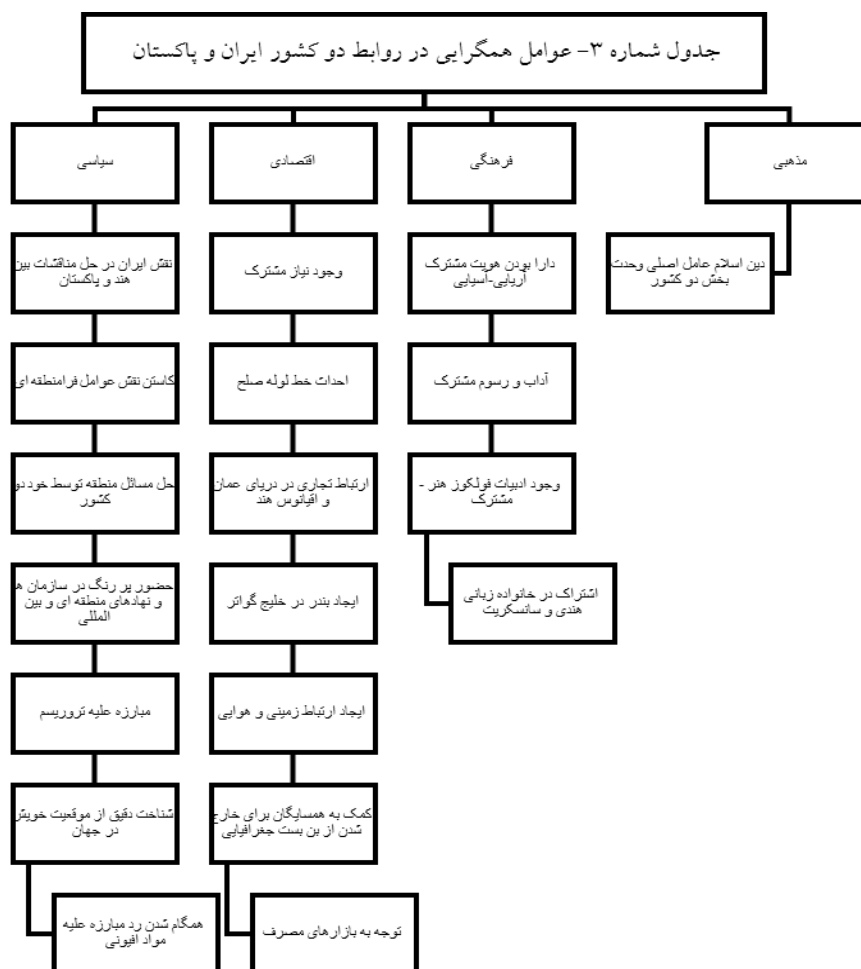 جدول شماره ۳- عوامل همگرایی در روابط دو کشور ایران و پاکستان
مذهبی
دین اسلام عامل اصلی وحدت
بخش دو کشور
فرهنگی
دارا بودن هویت مشترک
آریایی-آسیایی
آداب و رسوم مشترک
وجود ادبیات فولکوز هنر -
مشترک
اشتراک در خانواده زبانی
هندی و سانسکریت
اقتصادی
وجود نیاز مشترک
احداث خط لوله صلح
ارتباط تجاری در دریای عمان
و اقیانوس هند
ایجاد بندر در خلیج گواتر
ایجاد ارتباط زمینی و هوایی
کمک به همسایگان برای خارج
شدن از بن بست جغرافیایی
توجه به بازارهای مصرف
سیاسی
نقش ایران در حل مناقشات بین
هند و پاکستان
کاستن نقش عوامل فرامنطقه ای
حل مسائل منطقه توسط خود دو
کشور
حضور پر رنگ در سازمان ه
و نهادهای منطقه ای و بین
المللی
مبارزه علیه تروریسم
شناخت دقیق از موقعیت خویش
در جهان
همگام شدن رد مبارزه علیه
مواد افیونی